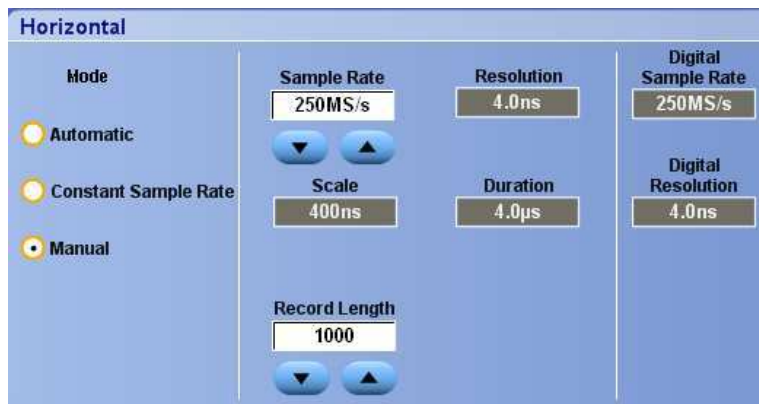 Horizontal
Mode
Automatic
Constant Sample Rate
Manual
Sample Rate
250MS/s
Scale
400ns
Record Length
1000
Resolution
4.0ns
Duration
4.0µs
Digital
Sample Rate
250MS/s
Digital
Resolution
4.0ns